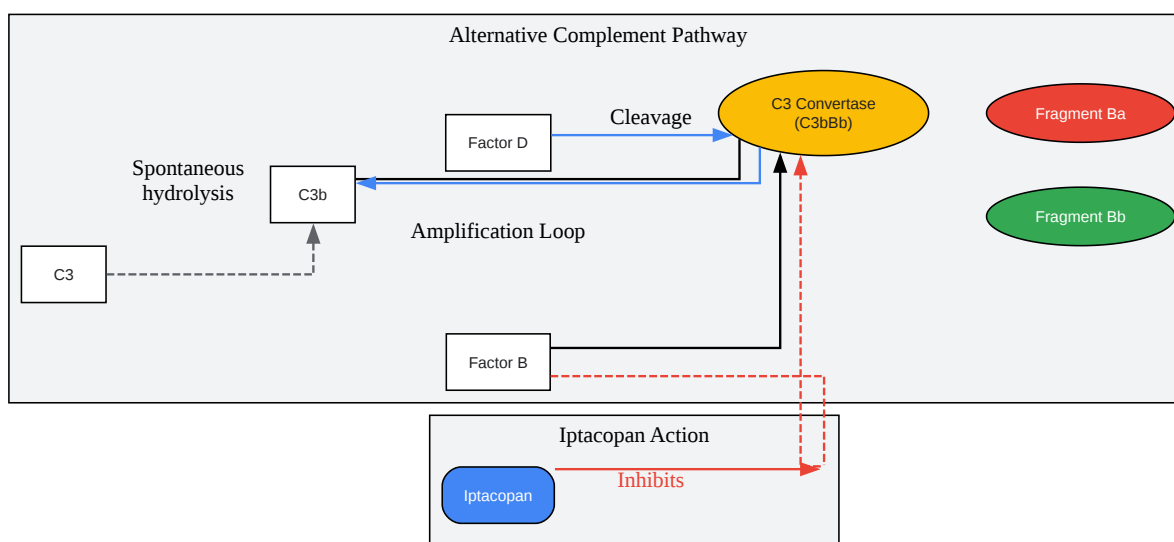 Alternative Complement Pathway
C3 Convertase
(C3bBb)
Cleavage
Fragment Ba
Factor D
Spontaneous
hydrolysis
C3b
Fragment Bb
Amplification Loop
C3
Factor B
Iptacopan Action
Inhibits
Iptacopan